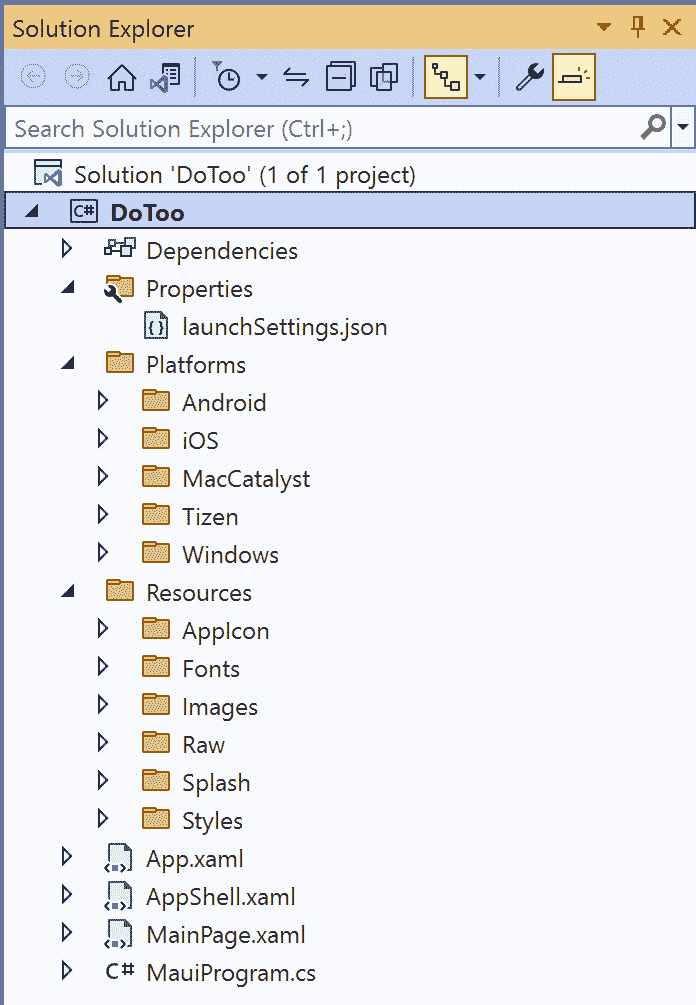 Solution Explorer
Search Solution Explorer (Ctrl+;)
Solution 'DoToo' (1 of 1 project)
C# DoToo
Dependencies
Properties
launchSettings.json
Platforms
Android
iOS
MacCatalyst
Tizen
Windows
Resources
AppIcon
Fonts
Images
Raw
Splash
Styles
App.xaml
AppShell.xaml
MainPage.xaml
C# MauiProgram.cs